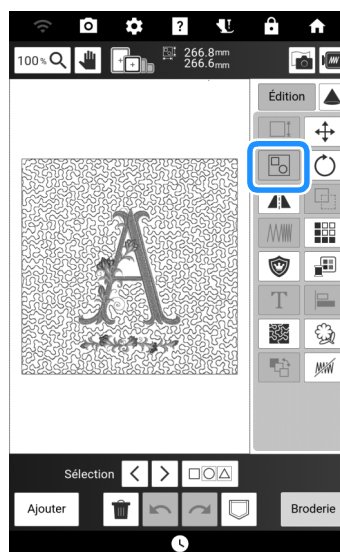 ?
100% 266.8mm
266.6mm
Édition
A
T
Sélection < >
Ajouter Broderie